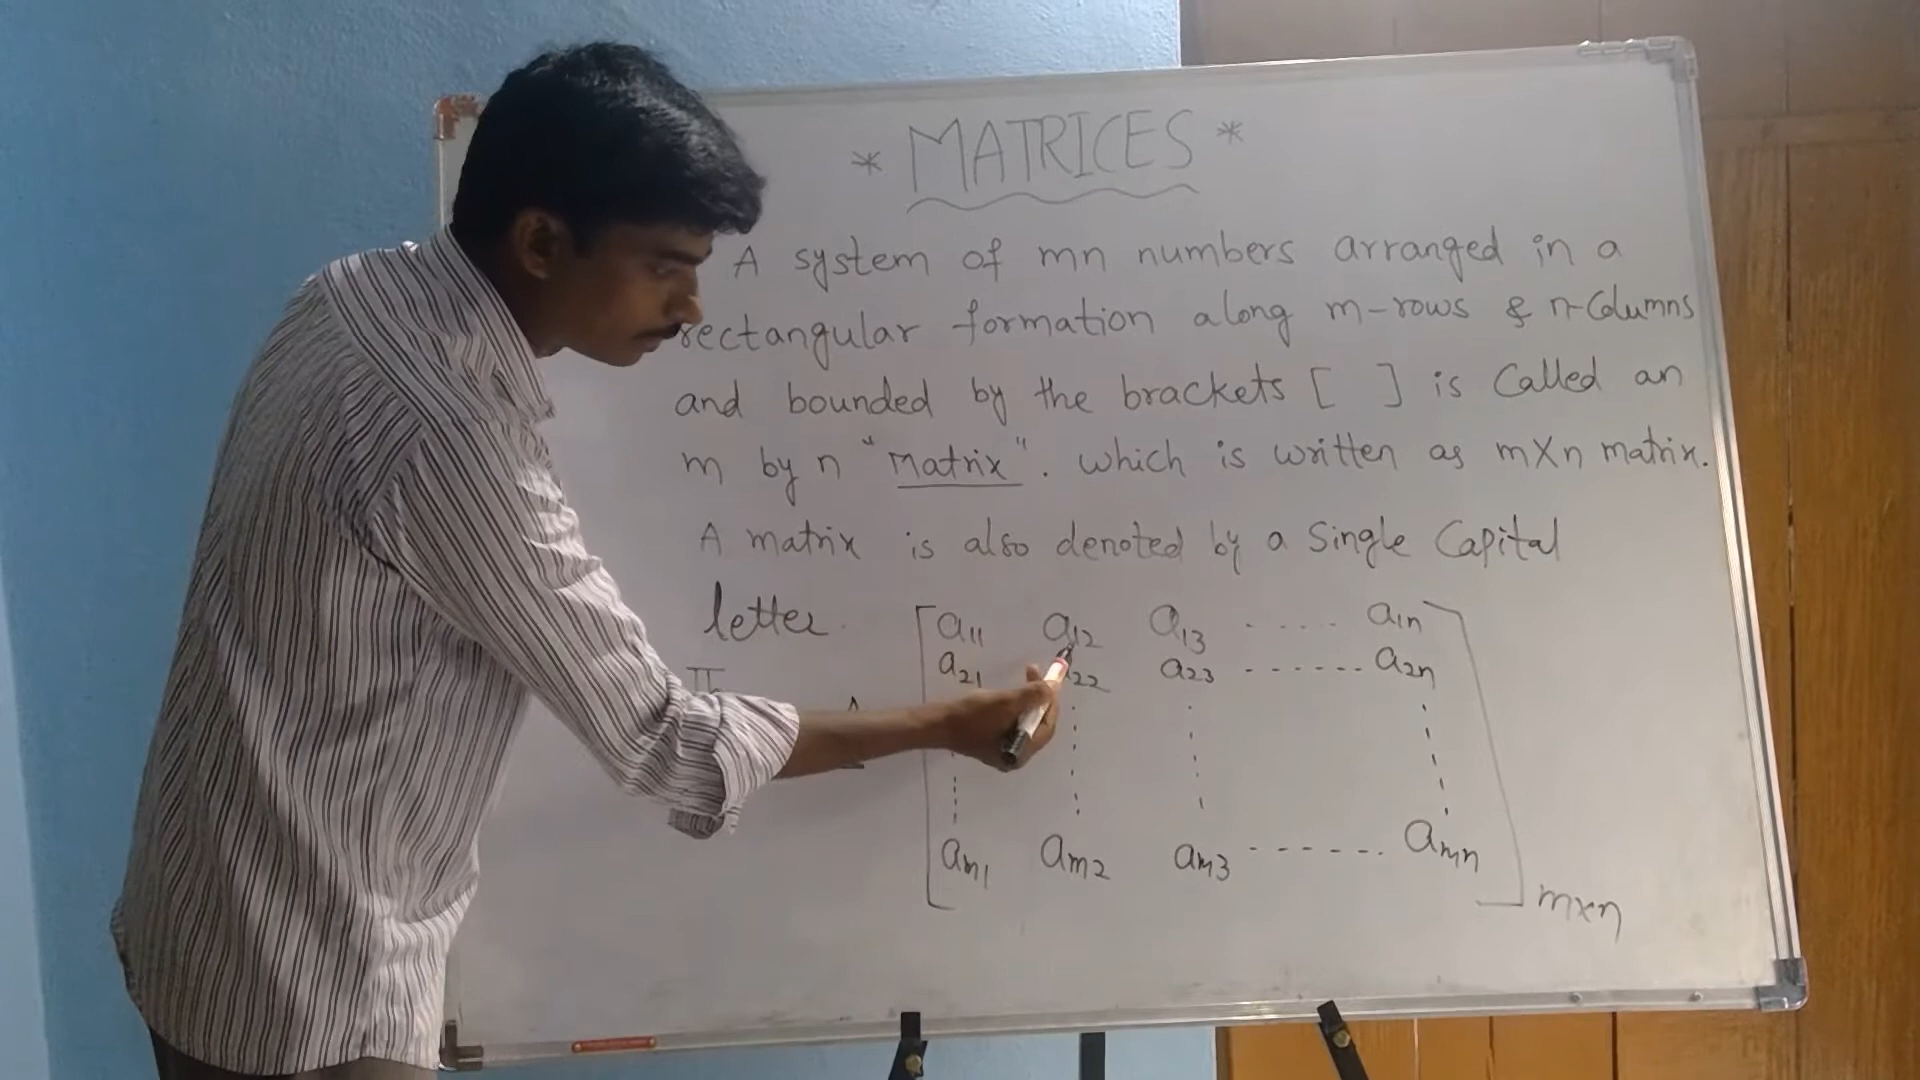 * MATRICES *
A system of mn numbers arranged in a
rectangular formation along m-rows & n-Columns
and bounded by the brackets [ ] is Called an
m by n "Matrix". which is written as mXn matrix.
A matrix is also denoted by a Single Capital
letter.
a11 a12 a13 ..... a1n
a21 a22 a23 ------- a2n
am1 am2 am3 ------- amn
mxn